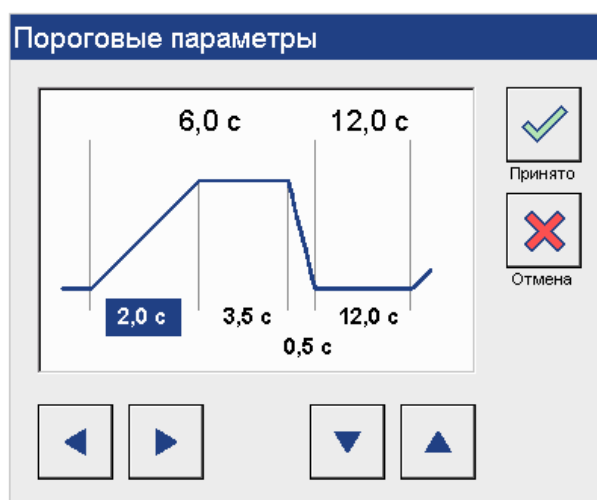 Пороговые параметры
6,0 с
12,0 с
Принято
Отмена
2,0 с
3,5 с
12,0 с
0,5 с